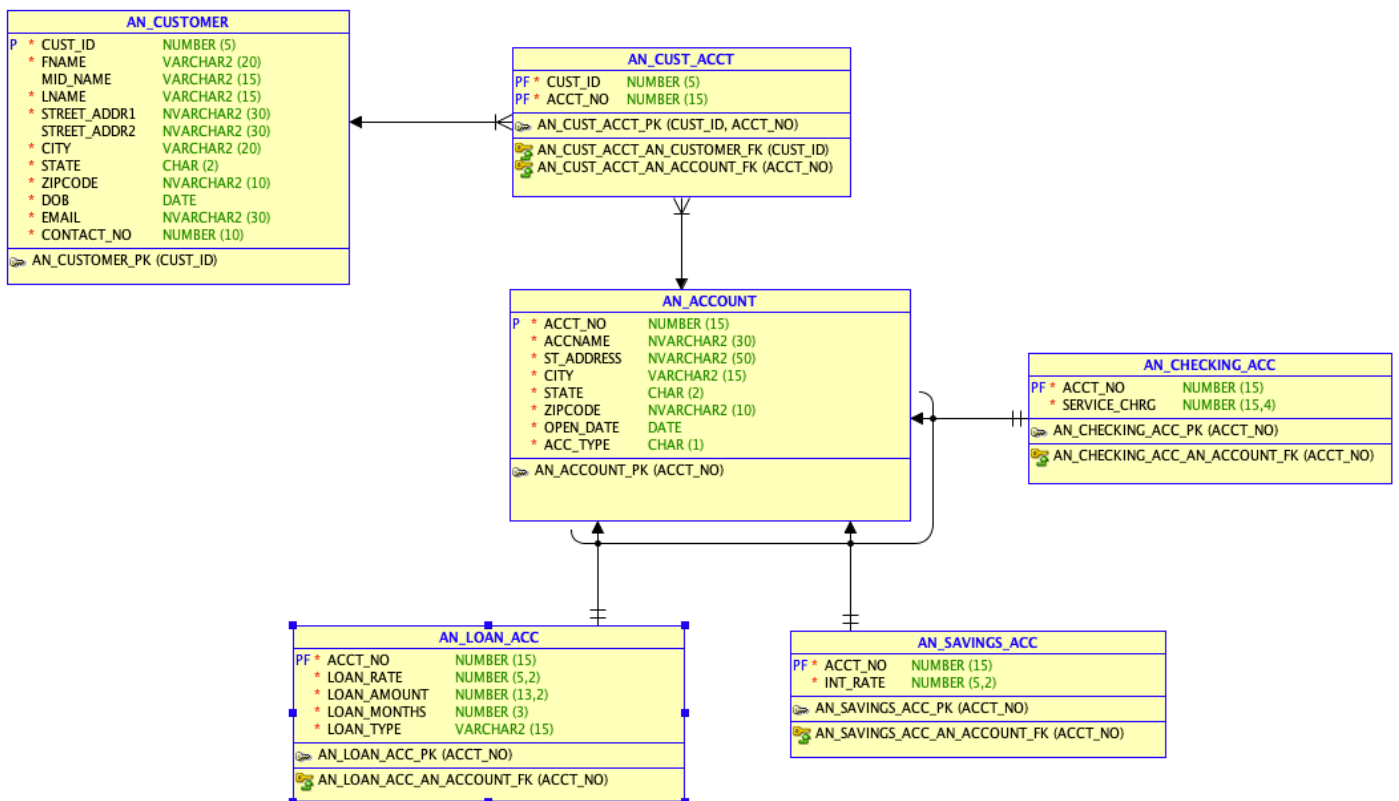 AN_CUSTOMER
P * CUST_ID NUMBER (5)
* FNAME VARCHAR2 (20)
MID_NAME VARCHAR2 (15)
* LNAME VARCHAR2 (15)
* STREET_ADDR1 NVARCHAR2 (30)
STREET_ADDR2 NVARCHAR2 (30)
* CITY VARCHAR2 (20)
* STATE CHAR (2)
* ZIPCODE NVARCHAR2 (10)
* DOB DATE
* EMAIL NVARCHAR2 (30)
* CONTACT_NO NUMBER (10)
AN_CUSTOMER_PK (CUST_ID)
AN_CUST_ACCT
PF * CUST_ID NUMBER (5)
PF * ACCT_NO NUMBER (15)
AN_CUST_ACCT_PK (CUST_ID, ACCT_NO)
AN_CUST_ACCT_AN_CUSTOMER_FK (CUST_ID)
AN_CUST_ACCT_AN_ACCOUNT_FK (ACCT_NO)
AN_ACCOUNT
P * ACCT_NO NUMBER (15)
* ACCNAME NVARCHAR2 (30)
* ST_ADDRESS NVARCHAR2 (50)
* CITY VARCHAR2 (15)
* STATE CHAR (2)
* ZIPCODE NVARCHAR2 (10)
* OPEN_DATE DATE
* ACC_TYPE CHAR (1)
AN_ACCOUNT_PK (ACCT_NO)
AN_CHECKING_ACC
PF * ACCT_NO NUMBER (15)
* SERVICE_CHRG NUMBER (15,4)
AN_CHECKING_ACC_PK (ACCT_NO)
AN_CHECKING_ACC_AN_ACCOUNT_FK (ACCT_NO)
AN_LOAN_ACC
PF * ACCT_NO NUMBER (15)
* LOAN_RATE NUMBER (5,2)
* LOAN_AMOUNT NUMBER (13,2)
* LOAN_MONTHS NUMBER (3)
* LOAN_TYPE VARCHAR2 (15)
AN_LOAN_ACC_PK (ACCT_NO)
AN_LOAN_ACC_AN_ACCOUNT_FK (ACCT_NO)
AN_SAVINGS_ACC
PF * ACCT_NO NUMBER (15)
* INT_RATE NUMBER (5,2)
AN_SAVINGS_ACC_PK (ACCT_NO)
AN_SAVINGS_ACC_AN_ACCOUNT_FK (ACCT_NO)